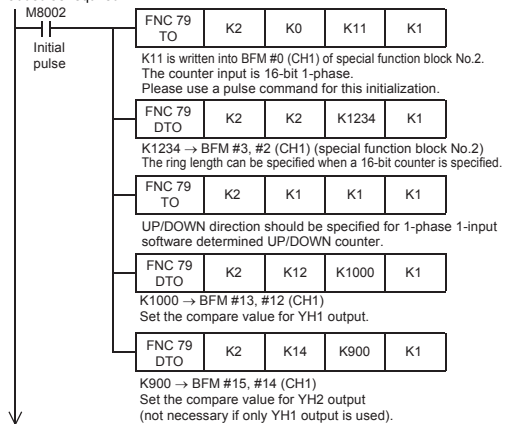 M8002
Initial
pulse
FNC 79
TO
K2
K0
K11
K1
K11 is written into BFM #0 (CH1) of special function block No.2.
The counter input is 16-bit 1-phase.
Please use a pulse command for this initialization.
FNC 79
DTO
K2
K2
K1234
K1
K1234 → BFM #3, #2 (CH1) (special function block No.2)
The ring length can be specified when a 16-bit counter is specified.
FNC 79
TO
K2
K1
K1
K1
UP/DOWN direction should be specified for 1-phase 1-input
software determined UP/DOWN counter.
FNC 79
DTO
K2
K12
K1000
K1
K1000 → BFM #13, #12 (CH1)
Set the compare value for YH1 output.
FNC 79
DTO
K2
K14
K900
K1
K900 → BFM #15, #14 (CH1)
Set the compare value for YH2 output
(not necessary if only YH1 output is used).